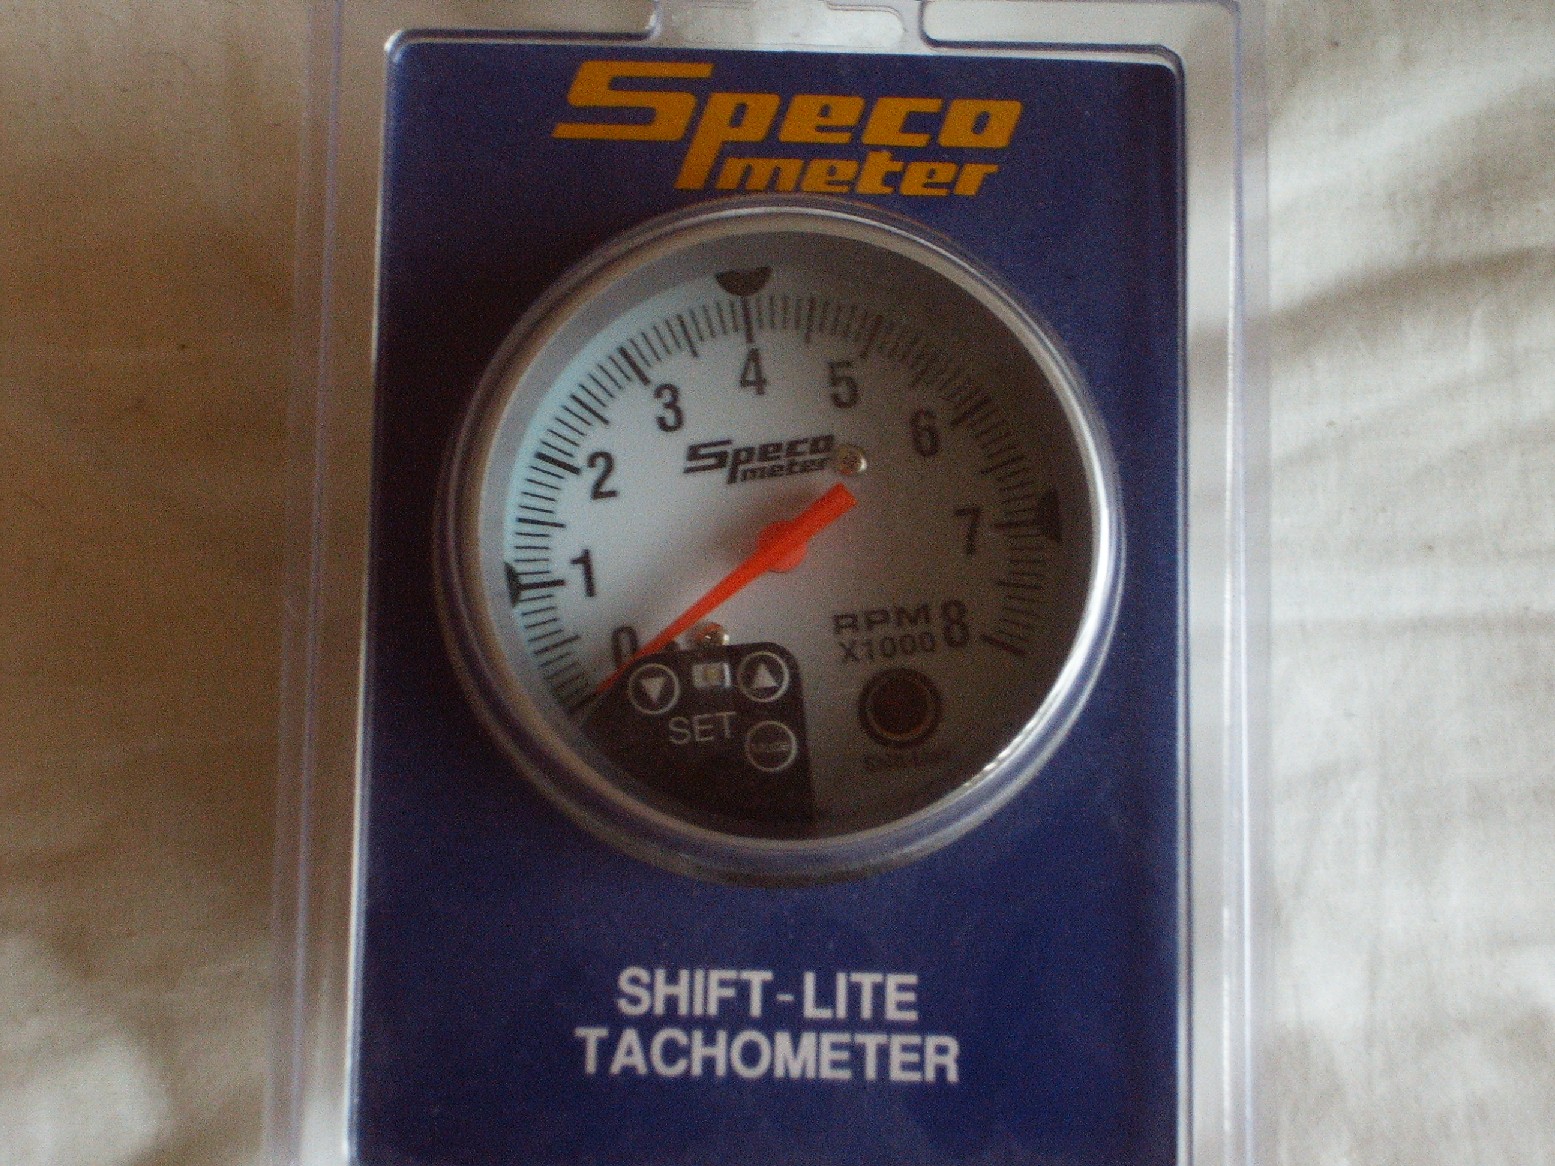 Speco
meter
4
5
3
6
Speco
meter
2
7
1
RPM
X1000
8
0
SET
SHIFT-LITE
TACHOMETER